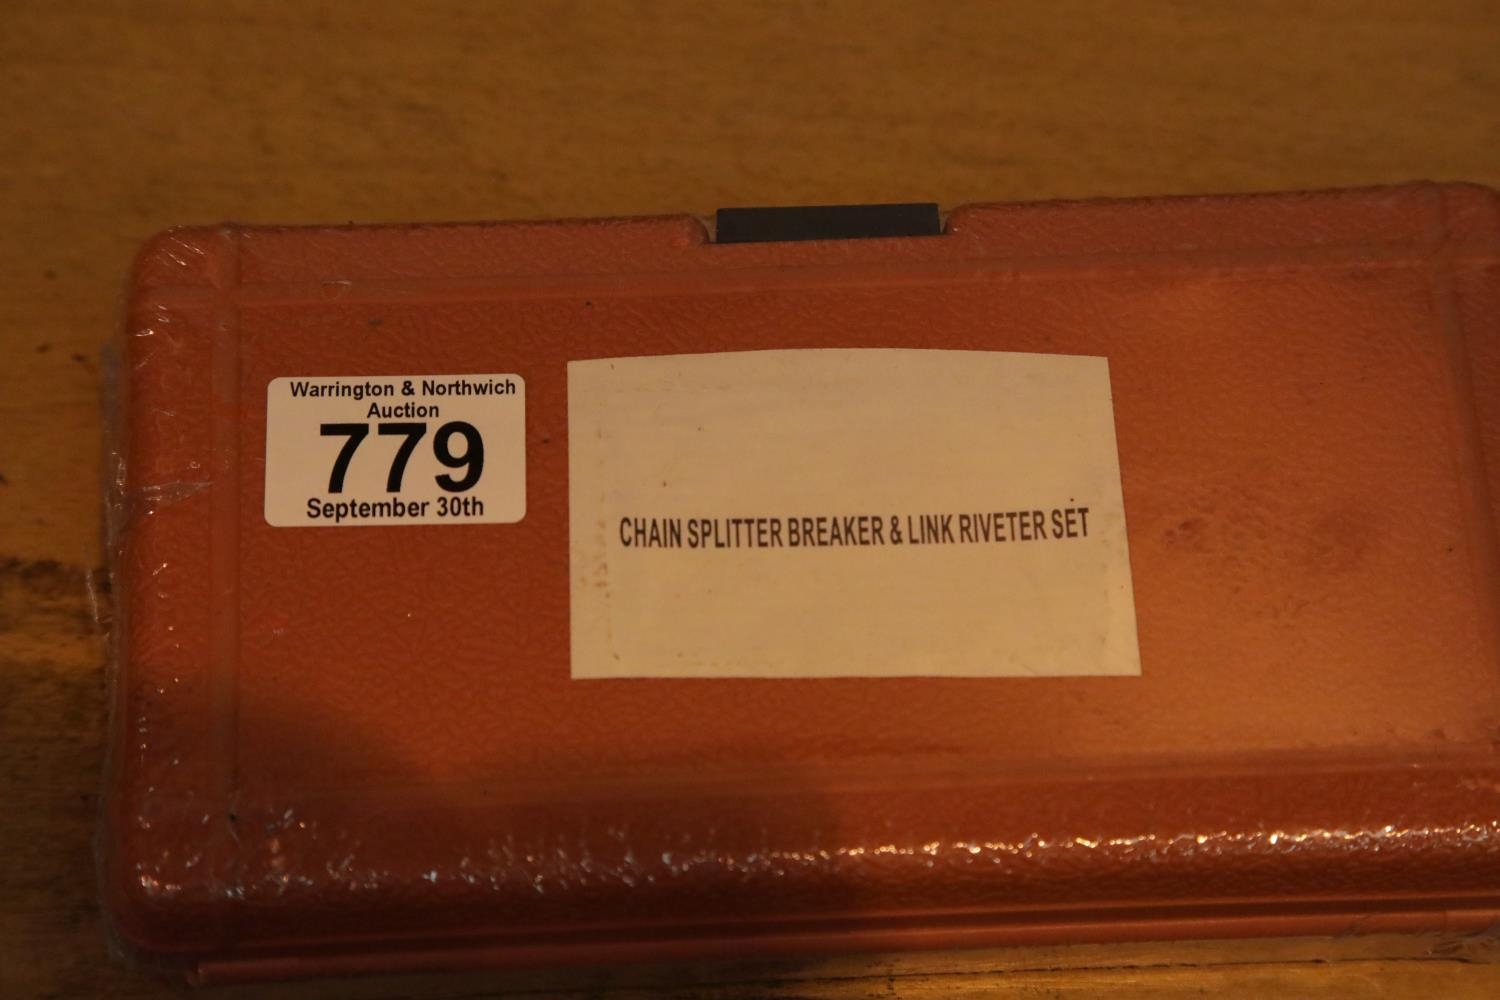 Warrington & Northwich
Auction
779
September 30th
CHAIN SPLITTER BREAKER & LINK RIVETER SET